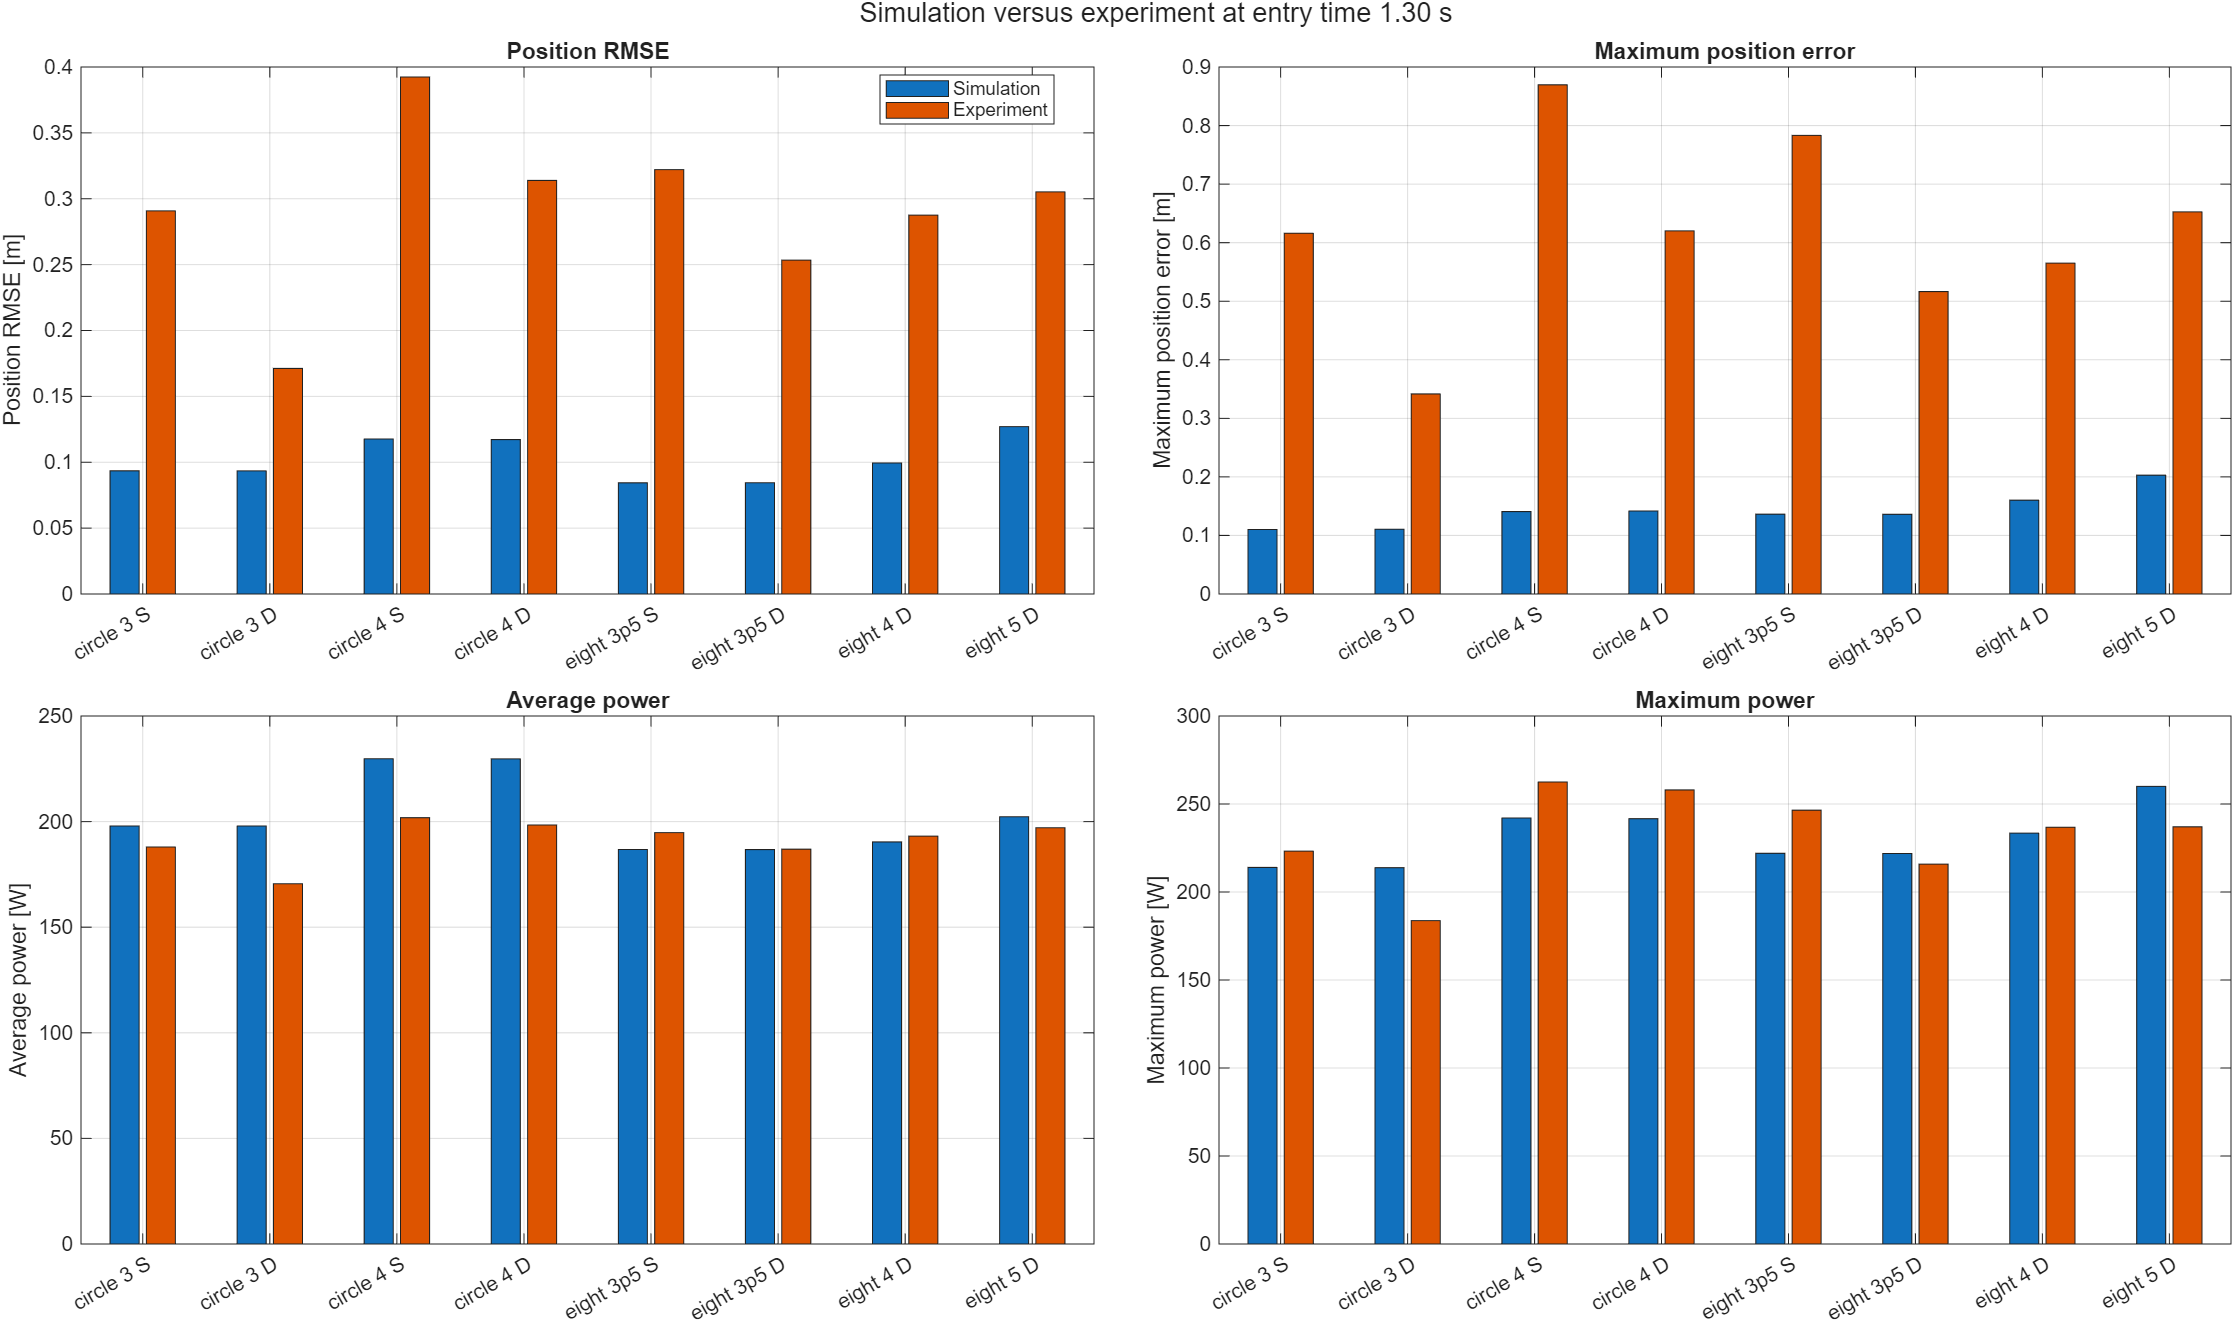 Simulation versus experiment at entry time 1.30 s
Position RMSE
Position RMSE [m]
0.4
0.35
0.3
0.25
0.2
0.15
0.1
0.05
0
Simulation
Experiment
circle 3 S
circle 3 D
circle 4 S
circle 4 D
eight 3p5 S
eight 3p5 D
eight 4 D
eight 5 D
Maximum position error
Maximum position error [m]
0.9
0.8
0.7
0.6
0.5
0.4
0.3
0.2
0.1
0
circle 3 S
circle 3 D
circle 4 S
circle 4 D
eight 3p5 S
eight 3p5 D
eight 4 D
eight 5 D
Average power
Average power [W]
250
200
150
100
50
0
circle 3 S
circle 3 D
circle 4 S
circle 4 D
eight 3p5 S
eight 3p5 D
eight 4 D
eight 5 D
Maximum power
Maximum power [W]
300
250
200
150
100
50
0
circle 3 S
circle 3 D
circle 4 S
circle 4 D
eight 3p5 S
eight 3p5 D
eight 4 D
eight 5 D